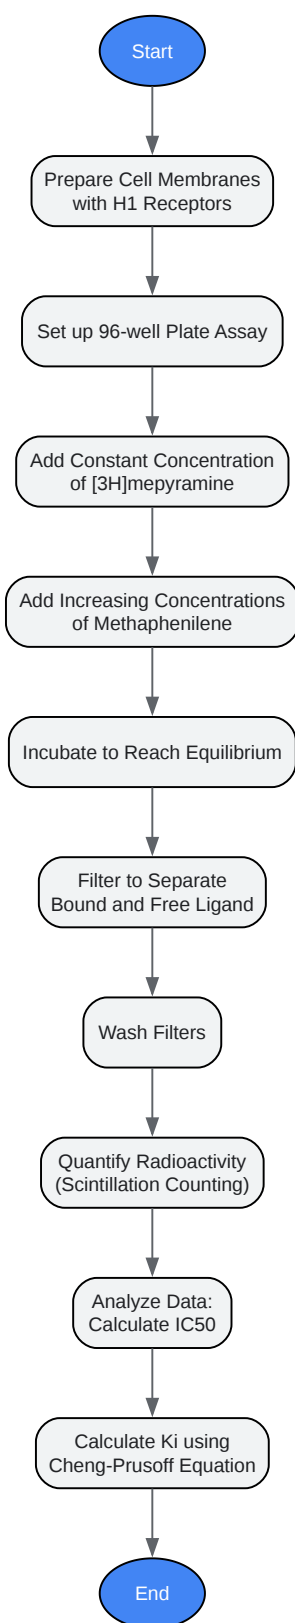 Start
Prepare Cell Membranes
with H1 Receptors
Set up 96-well Plate Assay
Add Constant Concentration
of [3H]mepyramine
Add Increasing Concentrations
of Methaphenilene
Incubate to Reach Equilibrium
Filter to Separate
Bound and Free Ligand
Wash Filters
Quantify Radioactivity
(Scintillation Counting)
Analyze Data:
Calculate IC50
Calculate Ki using
Cheng-Prusoff Equation
End